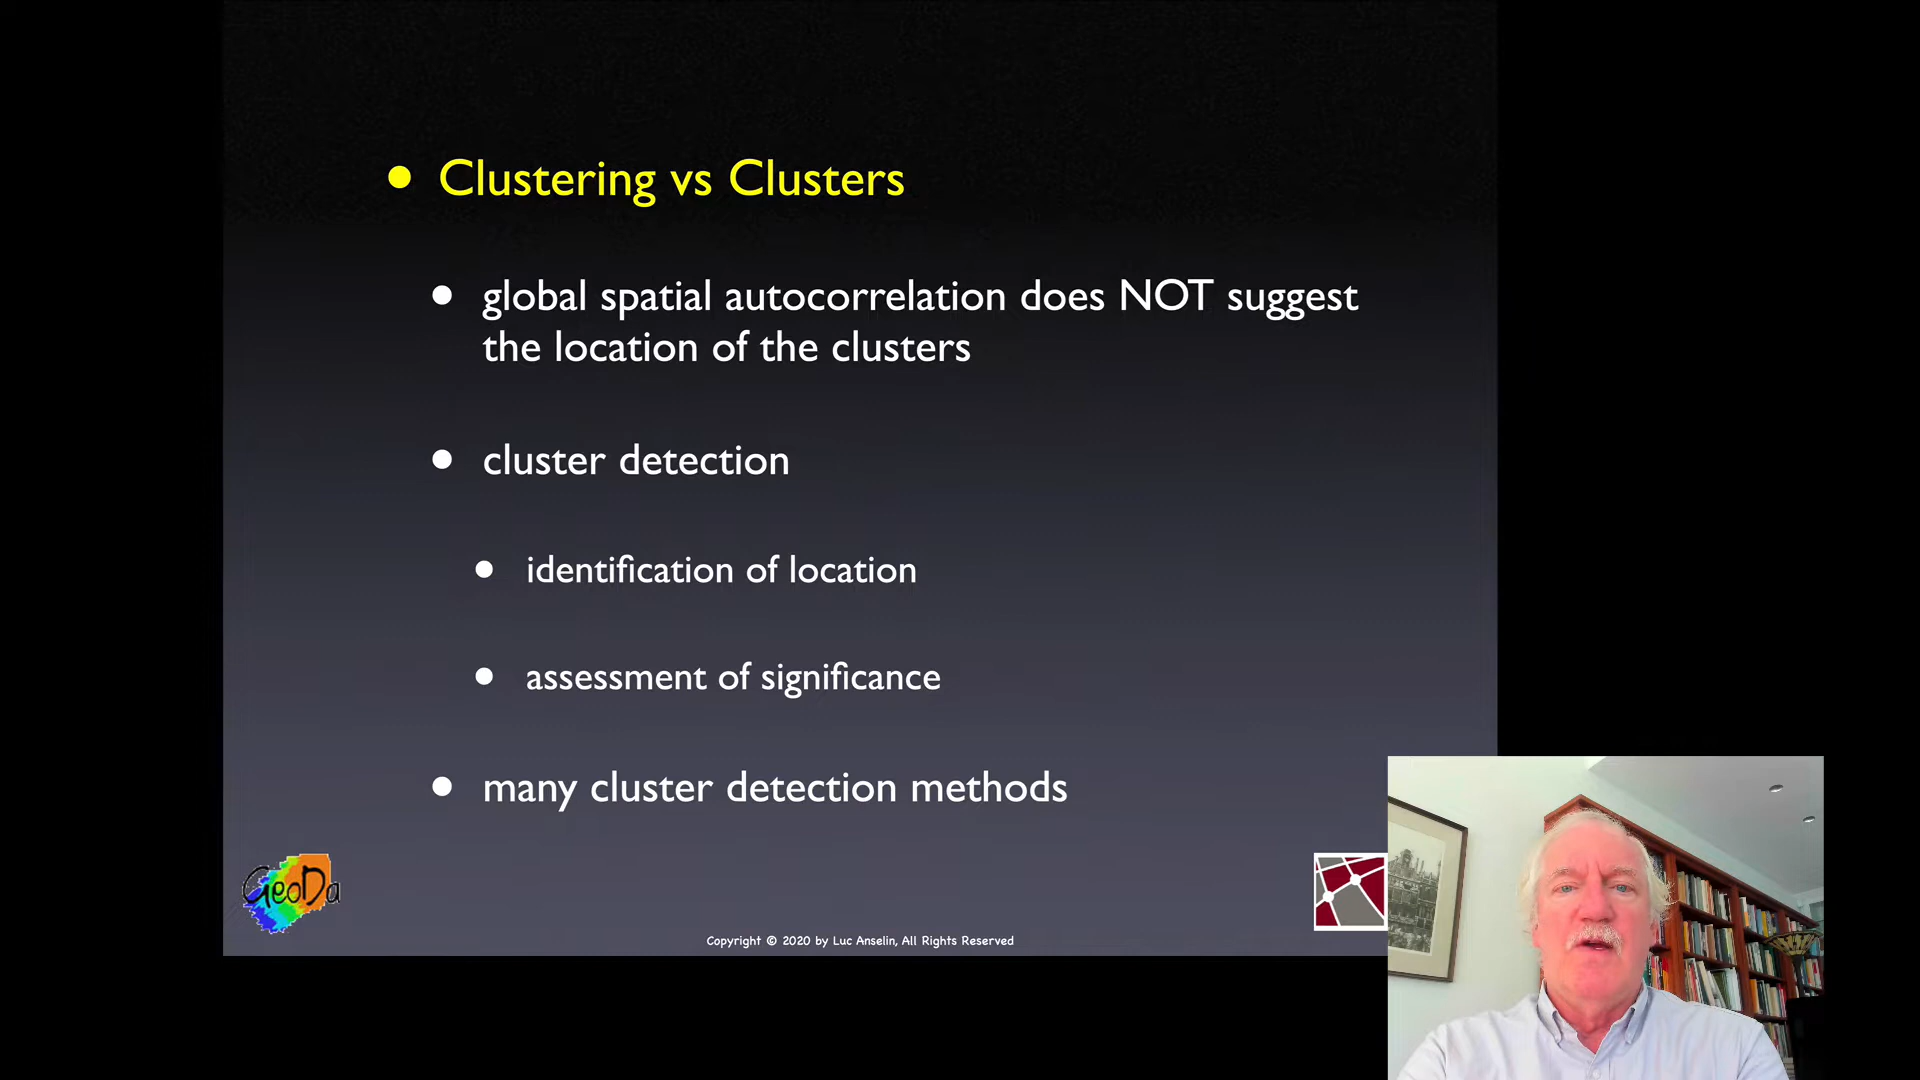 Clustering vs Clusters
global spatial autocorrelation does NOT suggest
the location of the clusters
cluster detection
identification of location
assessment of significance
many cluster detection methods
GeoDa
Copyright © 2020 by Luc Anselin, All Rights Reserved